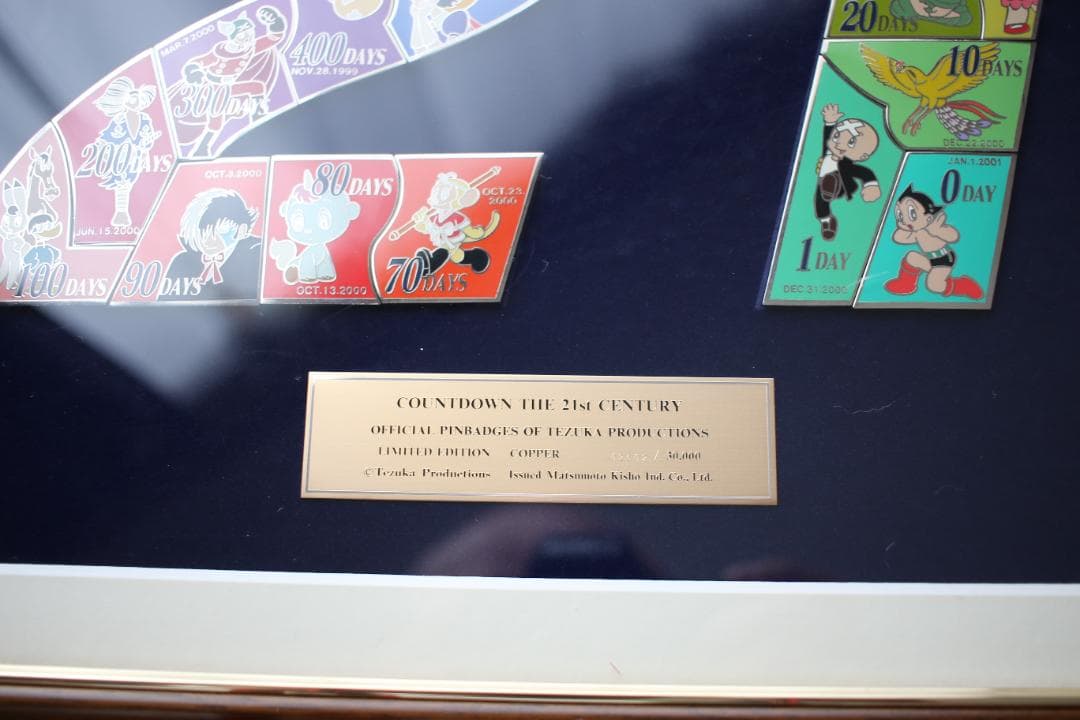 MAR.7.2000
300DAYS
400DAYS
NOV.28.1999
200DAYS
JUN.15.2000
100DAYS
OCT.3.2000
90DAYS
80DAYS
OCT.13.2000
OCT.23.
2000
70DAYS
20DAYS
10DAYS
DEC.22.2000
1DAY
DEC.31.2000
JAN.1.2001
0DAY
COUNTDOWN THE 21st CENTURY
OFFICIAL PINBADGES OF TEZUKA PRODUCTIONS
LIMITED EDITION COPPER / 30,000
©Tezuka Productions Issued Matsumoto Kisho Ind. Co., Ltd.